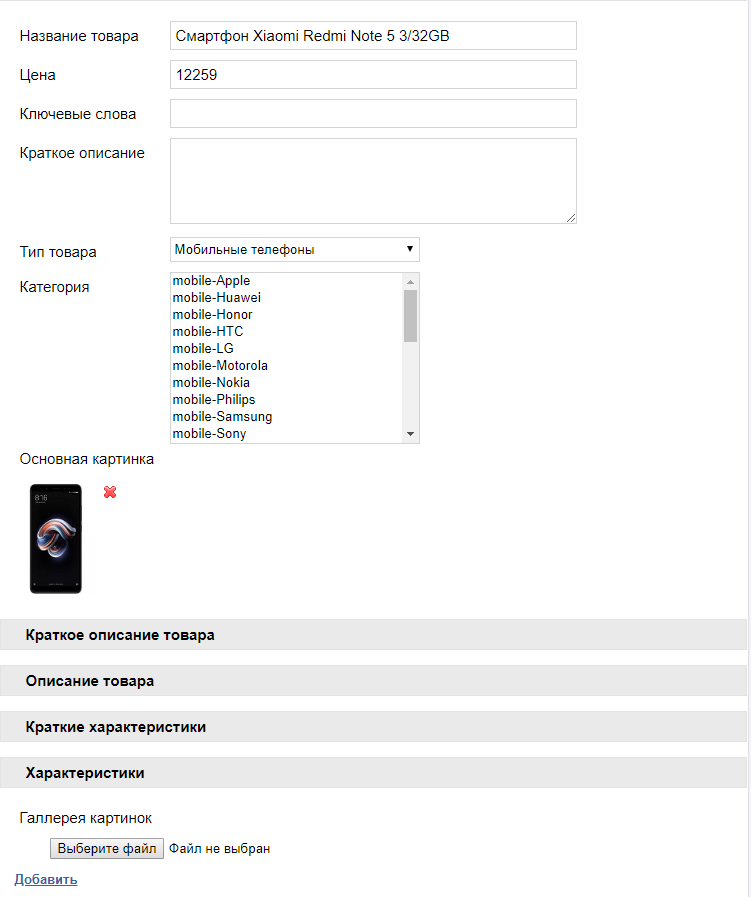 Название товара Смартфон Xiaomi Redmi Note 5 3/32GB
Цена 12259
Ключевые слова
Краткое описание
Тип товара Мобильные телефоны
Категория mobile-Apple
mobile-Huawei
mobile-Honor
mobile-HTC
mobile-LG
mobile-Motorola
mobile-Nokia
mobile-Philips
mobile-Samsung
mobile-Sony
Основная картинка
Краткое описание товара
Описание товара
Краткие характеристики
Характеристики
Галлерея картинок
Выберите файл Файл не выбран
Добавить